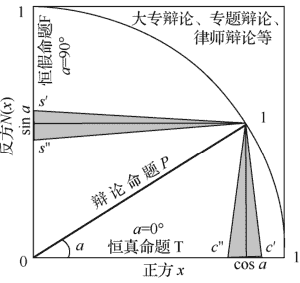 1
大专辩论、专题辩论、
律师辩论等
恒假命题F
a=90°
反方N(x)
sin a
s′
s″
1
辩论命题P
a=0°
恒真命题T
a
c″
c′
0
正方x
cos a
1